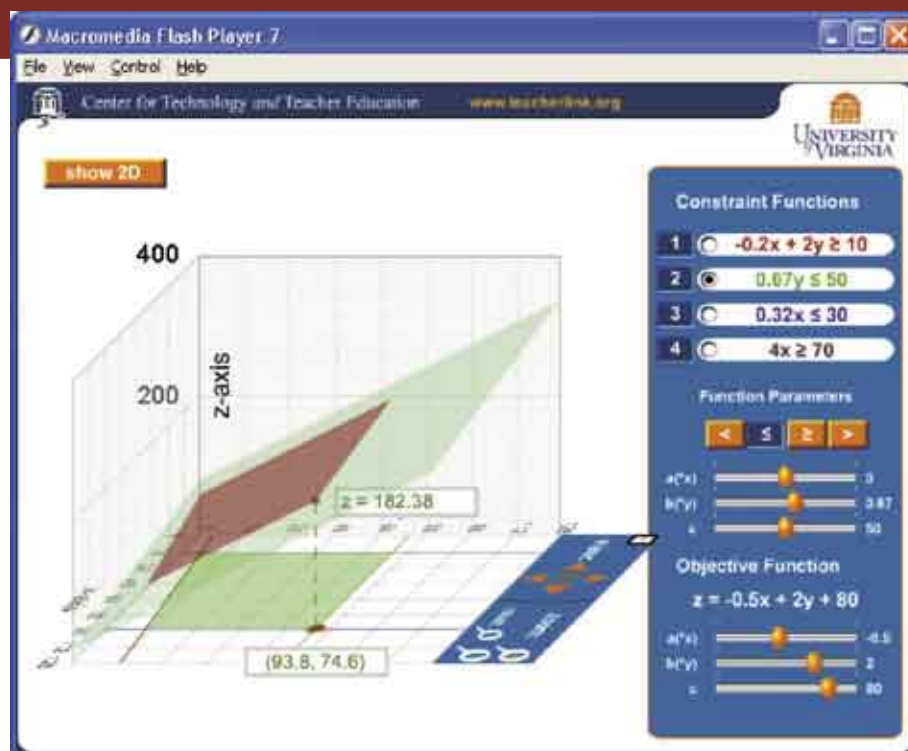 Macromedia Flash Player 7
File View Control Help
Center for Technology and Teacher Education www.teacherlink.org
UNIVERSITY of VIRGINIA
show 2D
400
200
z-axis
z = 182.38
(93.8, 74.6)
Constraint Functions
1 -0.2x + 2y ≥ 10
2 0.67y ≤ 50
3 0.32x ≤ 30
4 4x ≥ 70
Function Parameters
< ≤ ≥ >
a(*x) 0
b(*y) 0.67
c 50
Objective Function
z = -0.5x + 2y + 80
a(*x) -0.5
b(*y) 2
c 80